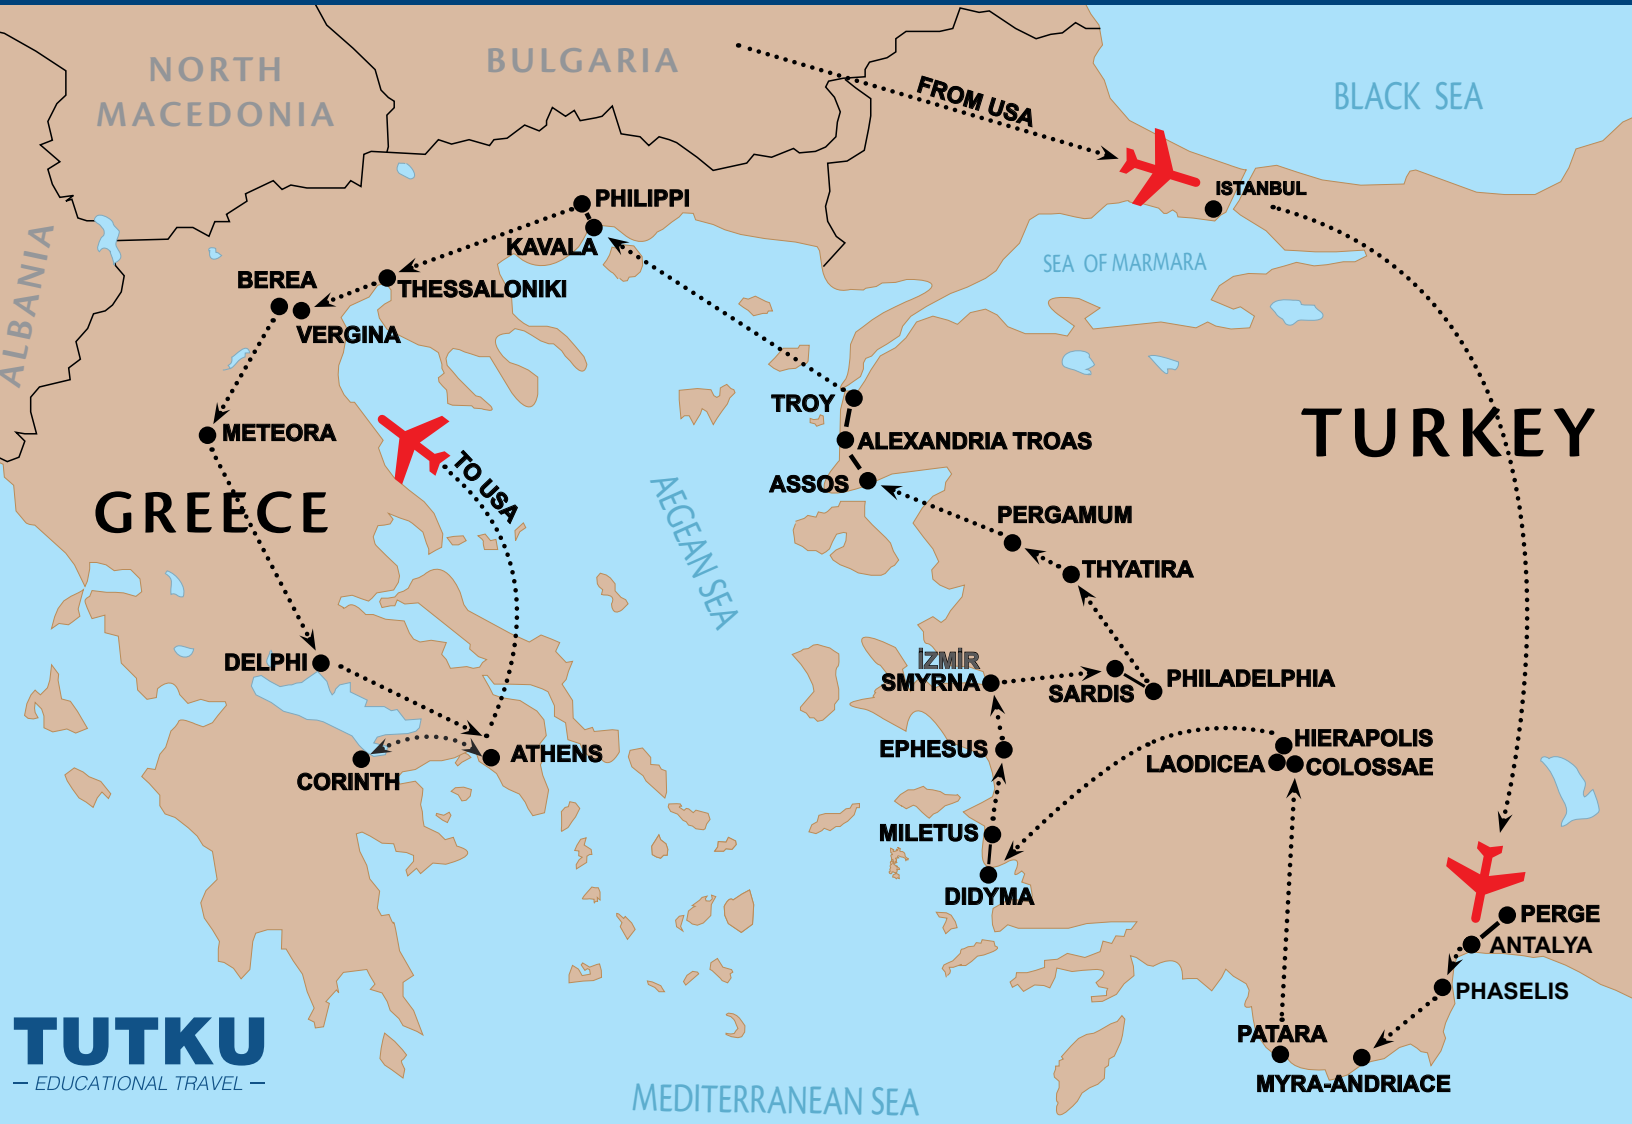 NORTH
MACEDONIA
BULGARIA
BLACK SEA
FROM USA
ISTANBUL
PHILIPPI
KAVALA
SEA OF MARMARA
ALBANIA
BEREA
THESSALONIKI
VERGINA
TROY
TURKEY
METEORA
ALEXANDRIA TROAS
TO USA
ASSOS
GREECE
AEGEAN SEA
PERGAMUM
THYATIRA
DELPHI
İZMİR
SMYRNA
SARDIS
PHILADELPHIA
HIERAPOLIS
EPHESUS
ATHENS
LAODICEA
COLOSSAE
CORINTH
MILETUS
DIDYMA
PERGE
ANTALYA
PHASELIS
PATARA
MYRA-ANDRIACE
TUTKU
EDUCATIONAL TRAVEL
MEDITERRANEAN SEA